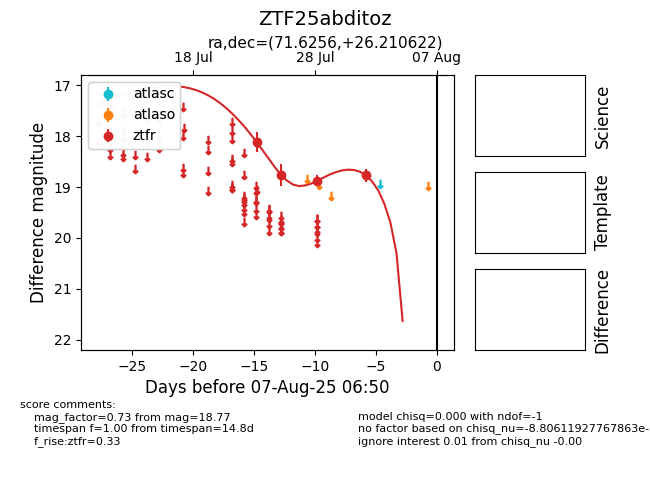 ZTF25abditoz
ra,dec=(71.6256,+26.210622)
18 Jul
28 Jul
07 Aug
17
18
19
20
21
22
Difference magnitude
atlasc
atlaso
ztfr
−25
−20
−15
−10
−5
0
Days before 07-Aug-25 06:50
Science
Template
Difference
score comments:
mag_factor=0.73 from mag=18.77
timespan f=1.00 from timespan=14.8d
f_rise:ztfr=0.33
model chisq=0.000 with ndof=-1
no factor based on chisq_nu=-8.80611927767863e-
ignore interest 0.01 from chisq_nu -0.00